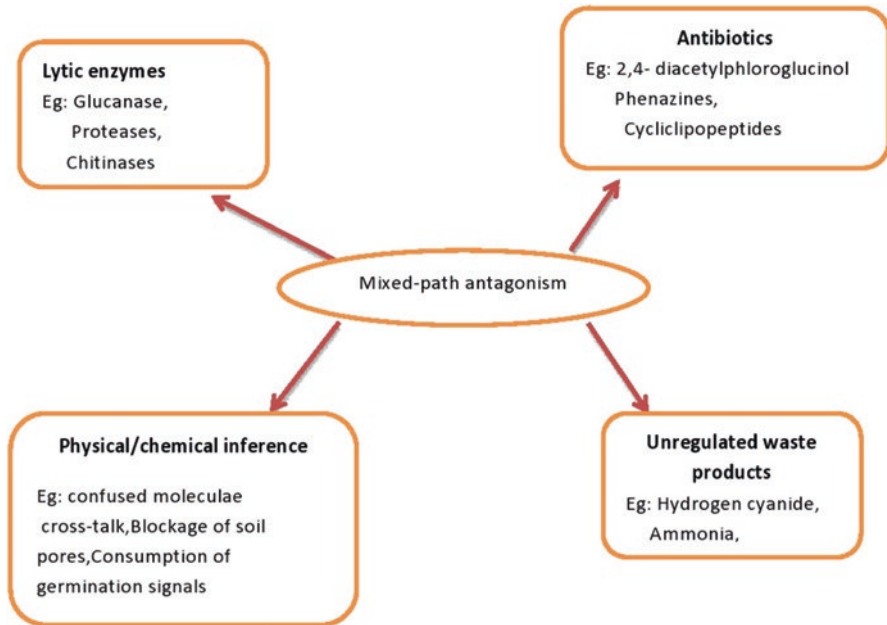 Lytic enzymes
Eg: Glucanase,
Proteases,
Chitinases
Antibiotics
Eg: 2,4- diacetylphloroglucinol
Phenazines,
Cycliclipopeptides
Mixed-path antagonism
Physical/chemical inference
Eg: confused moleculae
cross-talk,Blockage of soil
pores,Consumption of
germination signals
Unregulated waste
products
Eg: Hydrogen cyanide,
Ammonia,